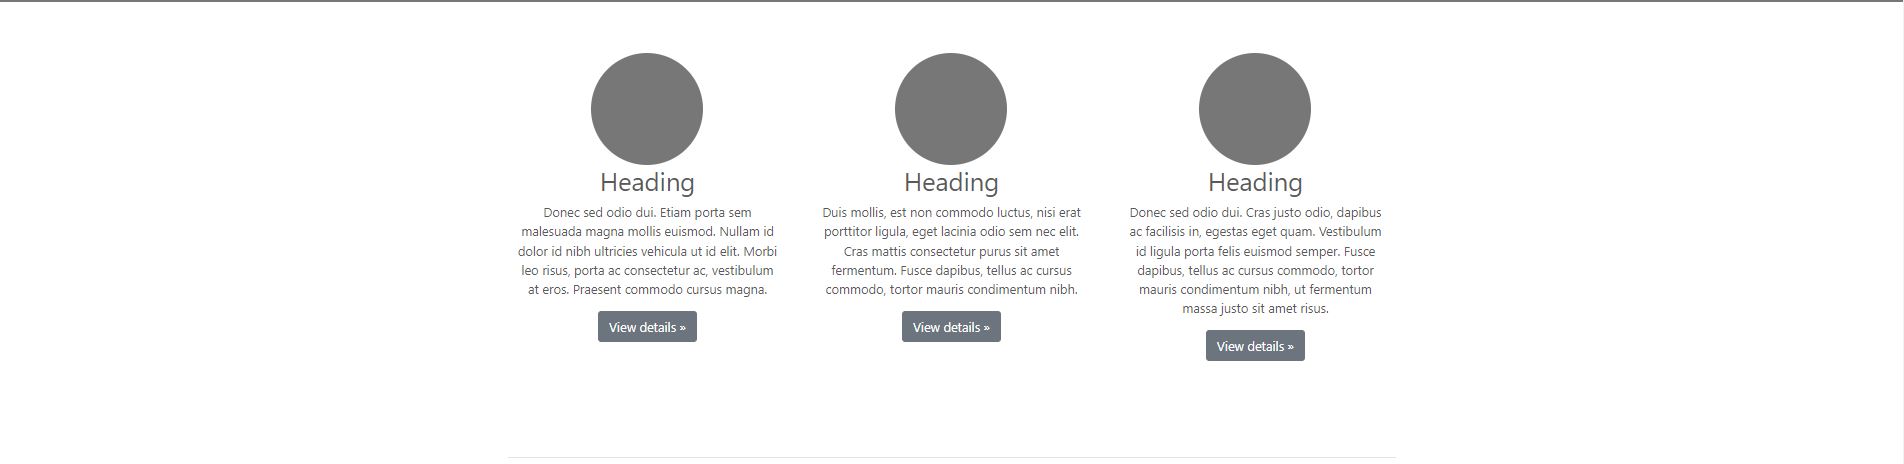 Heading
Donec sed odio dui. Etiam porta sem
malesuada magna mollis euismod. Nullam id
dolor id nibh ultricies vehicula ut id elit. Morbi
leo risus, porta ac consectetur ac, vestibulum
at eros. Praesent commodo cursus magna.
View details »
Heading
Duis mollis, est non commodo luctus, nisi erat
porttitor ligula, eget lacinia odio sem nec elit.
Cras mattis consectetur purus sit amet
fermentum. Fusce dapibus, tellus ac cursus
commodo, tortor mauris condimentum nibh.
View details »
Heading
Donec sed odio dui. Cras justo odio, dapibus
ac facilisis in, egestas eget quam. Vestibulum
id ligula porta felis euismod semper. Fusce
dapibus, tellus ac cursus commodo, tortor
mauris condimentum nibh, ut fermentum
massa justo sit amet risus.
View details »